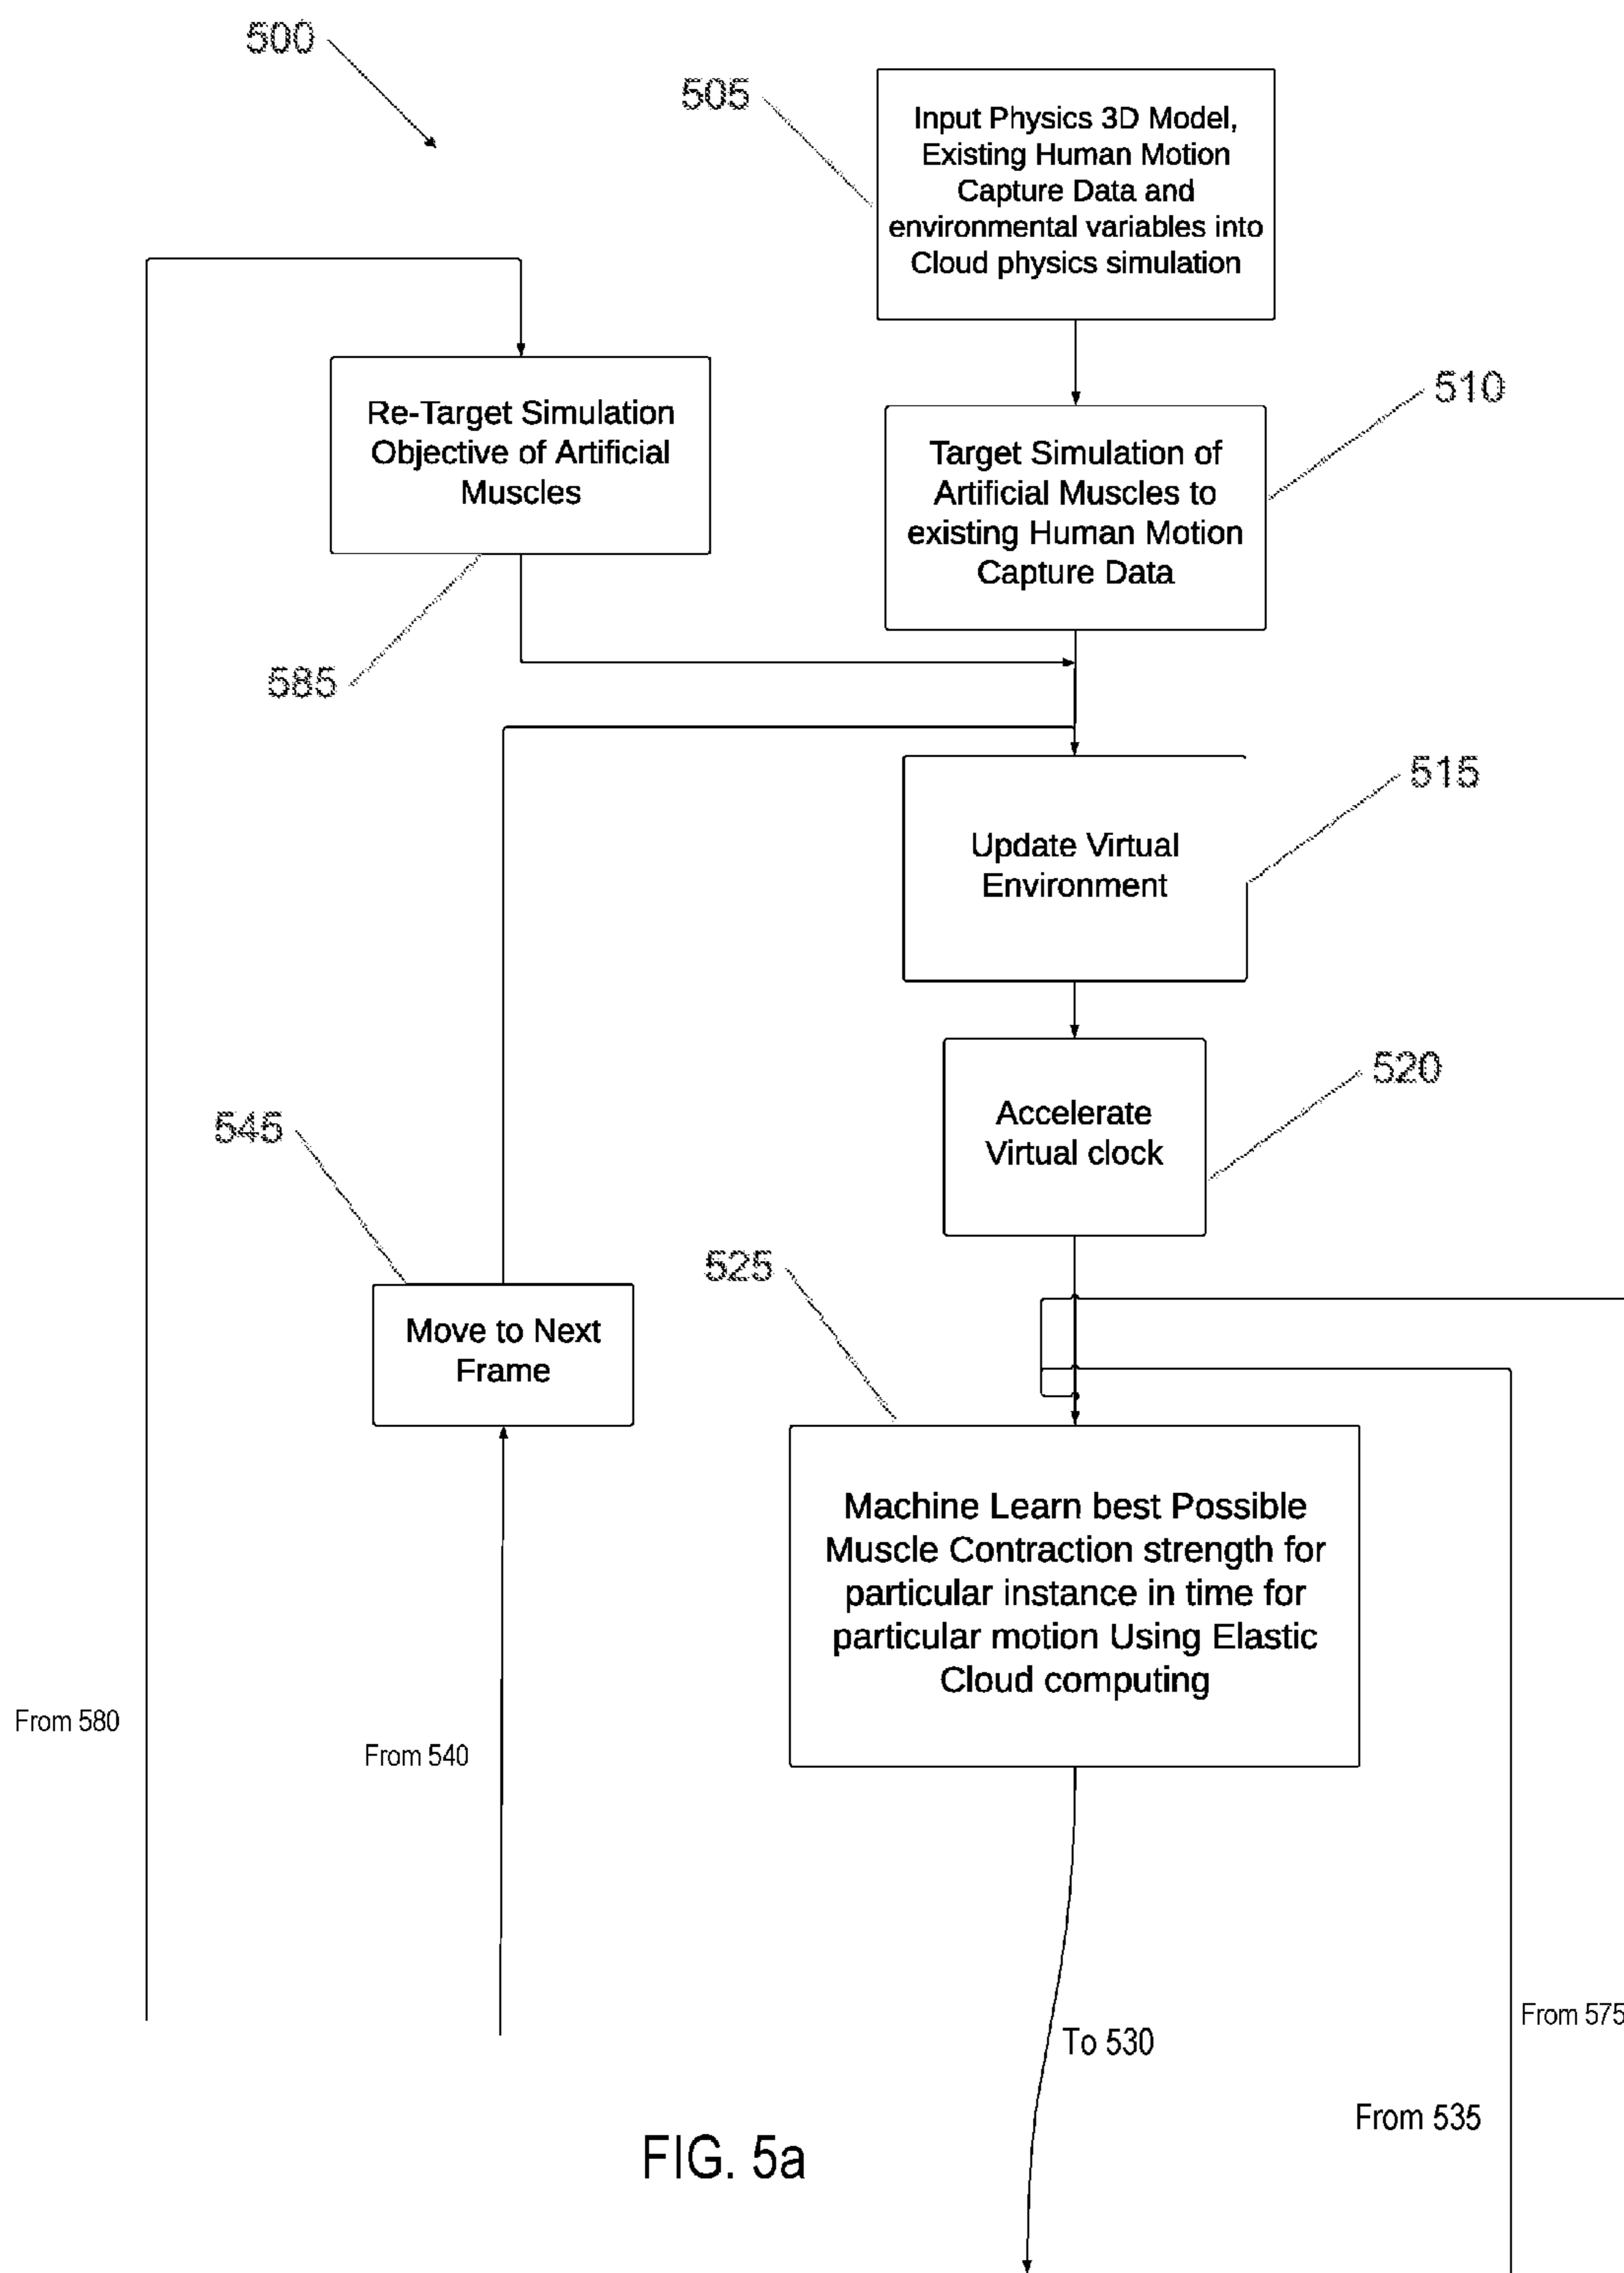 500
505
Input Physics 3D Model,
Existing Human Motion
Capture Data and
environmental variables into
Cloud physics simulation
Re-Target Simulation
Objective of Artificial
Muscles
585
510
Target Simulation of
Artificial Muscles to
existing Human Motion
Capture Data
515
Update Virtual
Environment
520
Accelerate
Virtual clock
545
Move to Next
Frame
525
Machine Learn best Possible
Muscle Contraction strength for
particular instance in time for
particular motion Using Elastic
Cloud computing
From 580
From 540
To 530
From 575
From 535
FIG. 5a